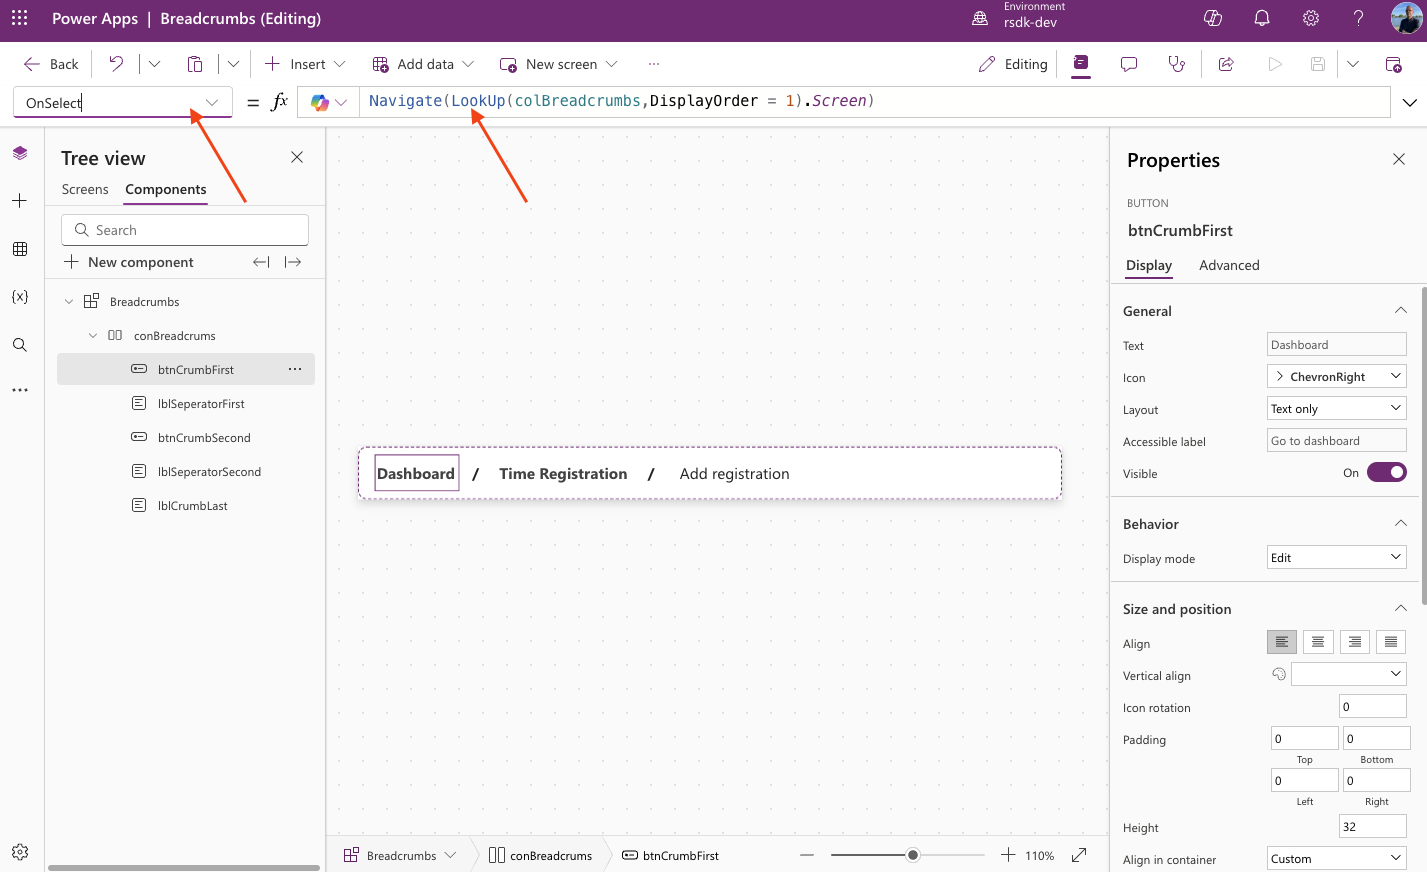 Power Apps | Breadcrumbs (Editing)
Environment
rsdk-dev
?
Back
Insert
Add data
New screen
...
Editing
OnSelect
=
fx
Navigate(LookUp(colBreadcrumbs,DisplayOrder = 1).Screen)
Tree view
Screens
Components
Search
New component
Breadcrumbs
conBreadcrums
btnCrumbFirst
...
lblSeperatorFirst
btnCrumbSecond
lblSeperatorSecond
lblCrumbLast
{x}
Dashboard / Time Registration / Add registration
Breadcrumbs
conBreadcrums
btnCrumbFirst
110%
Properties
BUTTON
btnCrumbFirst
Display
Advanced
General
Text
Dashboard
Icon
ChevronRight
Layout
Text only
Accessible label
Go to dashboard
Visible
On
Behavior
Display mode
Edit
Size and position
Align
Vertical align
Icon rotation
0
Padding
0
0
Top
Bottom
0
0
Left
Right
Height
32
Align in container
Custom